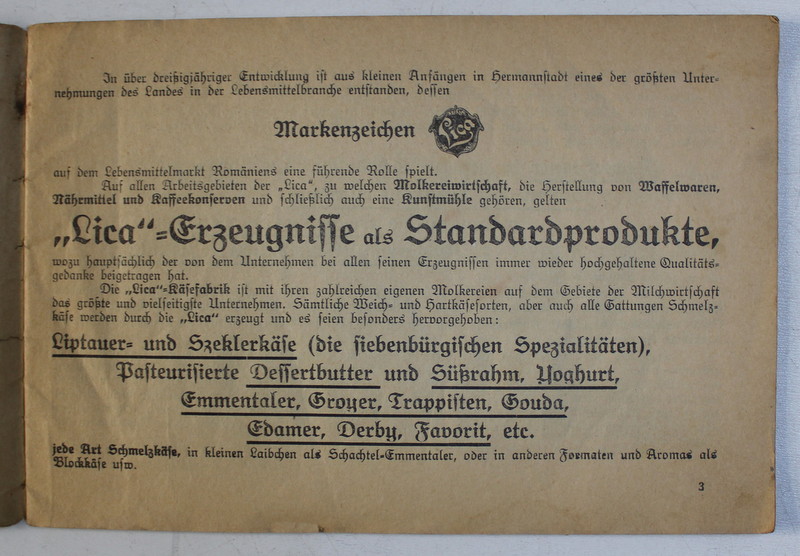 In über dreißigjähriger Entwicklung ist aus kleinen Anfängen in Hermannstadt eines der größten Unter-
nehmungen des Landes in der Lebensmittelbranche entstanden, dessen
Markenzeichen Lica
auf dem Lebensmittelmarkt Romäniens eine führende Rolle spielt.
Auf allen Arbeitsgebieten der „Lica“, zu welchen Molkereiwirtschaft, die Herstellung von Waffelwaren,
Nährmittel und Kaffeekonserven und schließlich auch eine Kunstmühle gehören, gelten
„Lica“-Erzeugnisse als Standardprodukte,
wozu hauptsächlich der von dem Unternehmen bei allen seinen Erzeugnissen immer wieder hochgehaltene Qualitäts-
gedanke beigetragen hat.
Die „Lica“-Käsefabrik ist mit ihren zahlreichen eigenen Molkereien auf dem Gebiete der Milchwirtschaft
das größte und vielseitigste Unternehmen. Sämtliche Weich- und Hartkäsesorten, aber auch alle Gattungen Schmelz-
käse werden durch die „Lica“ erzeugt und es seien besonders hervorgehoben:
Liptauer- und Szeklerkäse (die siebenbürgischen Spezialitäten),
Pasteurisierte Dessertbutter und Süßrahm, Yoghurt,
Emmentaler, Groyer, Trappisten, Gouda,
Edamer, Derby, Favorit, etc.
jede Art Schmelzkäse, in kleinen Laibchen als Schachtel-Emmentaler, oder in anderen Formaten und Aromas als
Blockkäse usw.
3